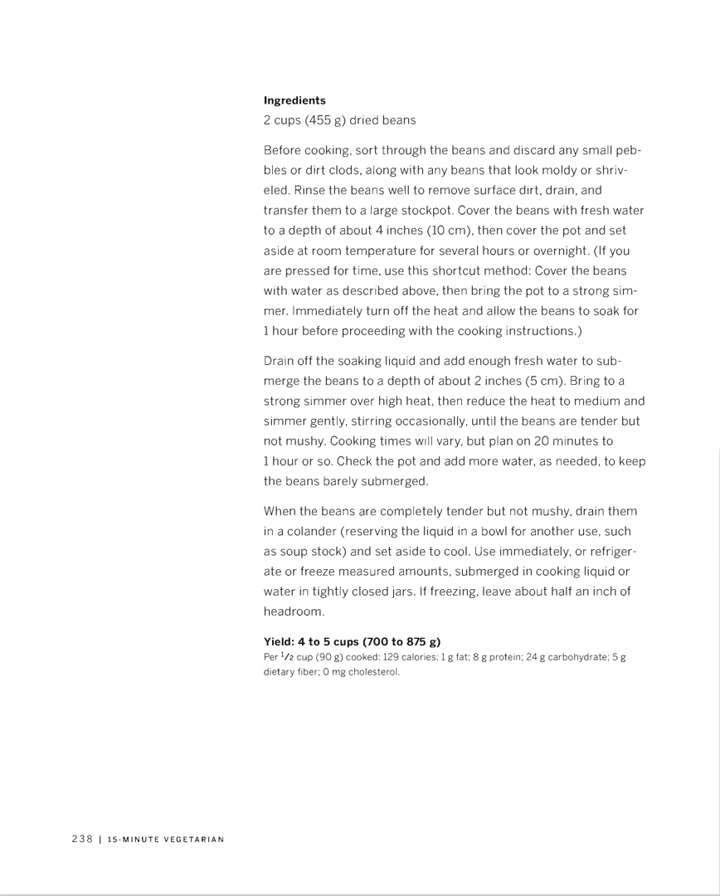 Ingredients
2 cups (455 g) dried beans
Before cooking, sort through the beans and discard any small peb-
bles or dirt clods, along with any beans that look moldy or shriv-
eled. Rinse the beans well to remove surface dirt, drain, and
transfer them to a large stockpot. Cover the beans with fresh water
to a depth of about 4 inches (10 cm), then cover the pot and set
aside at room temperature for several hours or overnight. (If you
are pressed for time, use this shortcut method: Cover the beans
with water as described above, then bring the pot to a strong sim-
mer. Immediately turn off the heat and allow the beans to soak for
1 hour before proceeding with the cooking instructions.)
Drain off the soaking liquid and add enough fresh water to sub-
merge the beans to a depth of about 2 inches (5 cm). Bring to a
strong simmer over high heat, then reduce the heat to medium and
simmer gently, stirring occasionally, until the beans are tender but
not mushy. Cooking times will vary, but plan on 20 minutes to
1 hour or so. Check the pot and add more water, as needed, to keep
the beans barely submerged.
When the beans are completely tender but not mushy, drain them
in a colander (reserving the liquid in a bowl for another use, such
as soup stock) and set aside to cool. Use immediately, or refriger-
ate or freeze measured amounts, submerged in cooking liquid or
water in tightly closed jars. If freezing, leave about half an inch of
headroom.
Yield: 4 to 5 cups (700 to 875 g)
Per 1/2 cup (90 g) cooked: 129 calories; 1 g fat; 8 g protein; 24 g carbohydrate; 5 g
dietary fiber; 0 mg cholesterol.
238 | 15-MINUTE VEGETARIAN